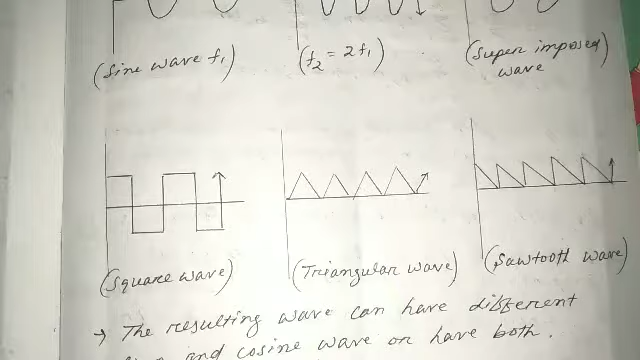 (Sine wave f₁)
(f₂ = 2f₁)
(Super imposed
wave
(Square wave)
(Triangular wave)
(Sawtooth wave)
→ The resulting wave can have different
and cosine wave or have both.